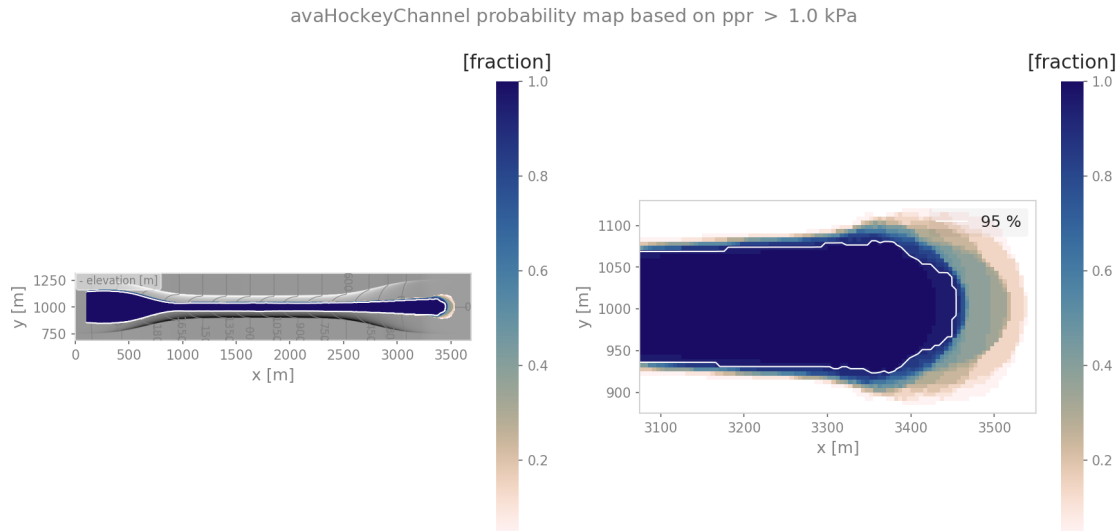 avaHockeyChannel probability map based on ppr > 1.0 kPa
[fraction]
1.0
0.8
0.6
0.4
0.2
- elevation [m]
1250
1000
750
y [m]
0 500 1000 1500 2000 2500 3000 3500
x [m]
[fraction]
1.0
0.8
0.6
0.4
0.2
95 %
1100
1050
1000
950
900
y [m]
3100 3200 3300 3400 3500
x [m]